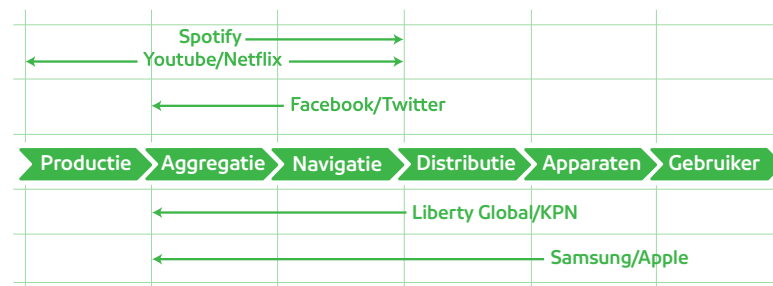 Spotify
Youtube/Netflix
Facebook/Twitter
Productie Aggregatie Navigatie Distributie Apparaten Gebruiker
Liberty Global/KPN
Samsung/Apple